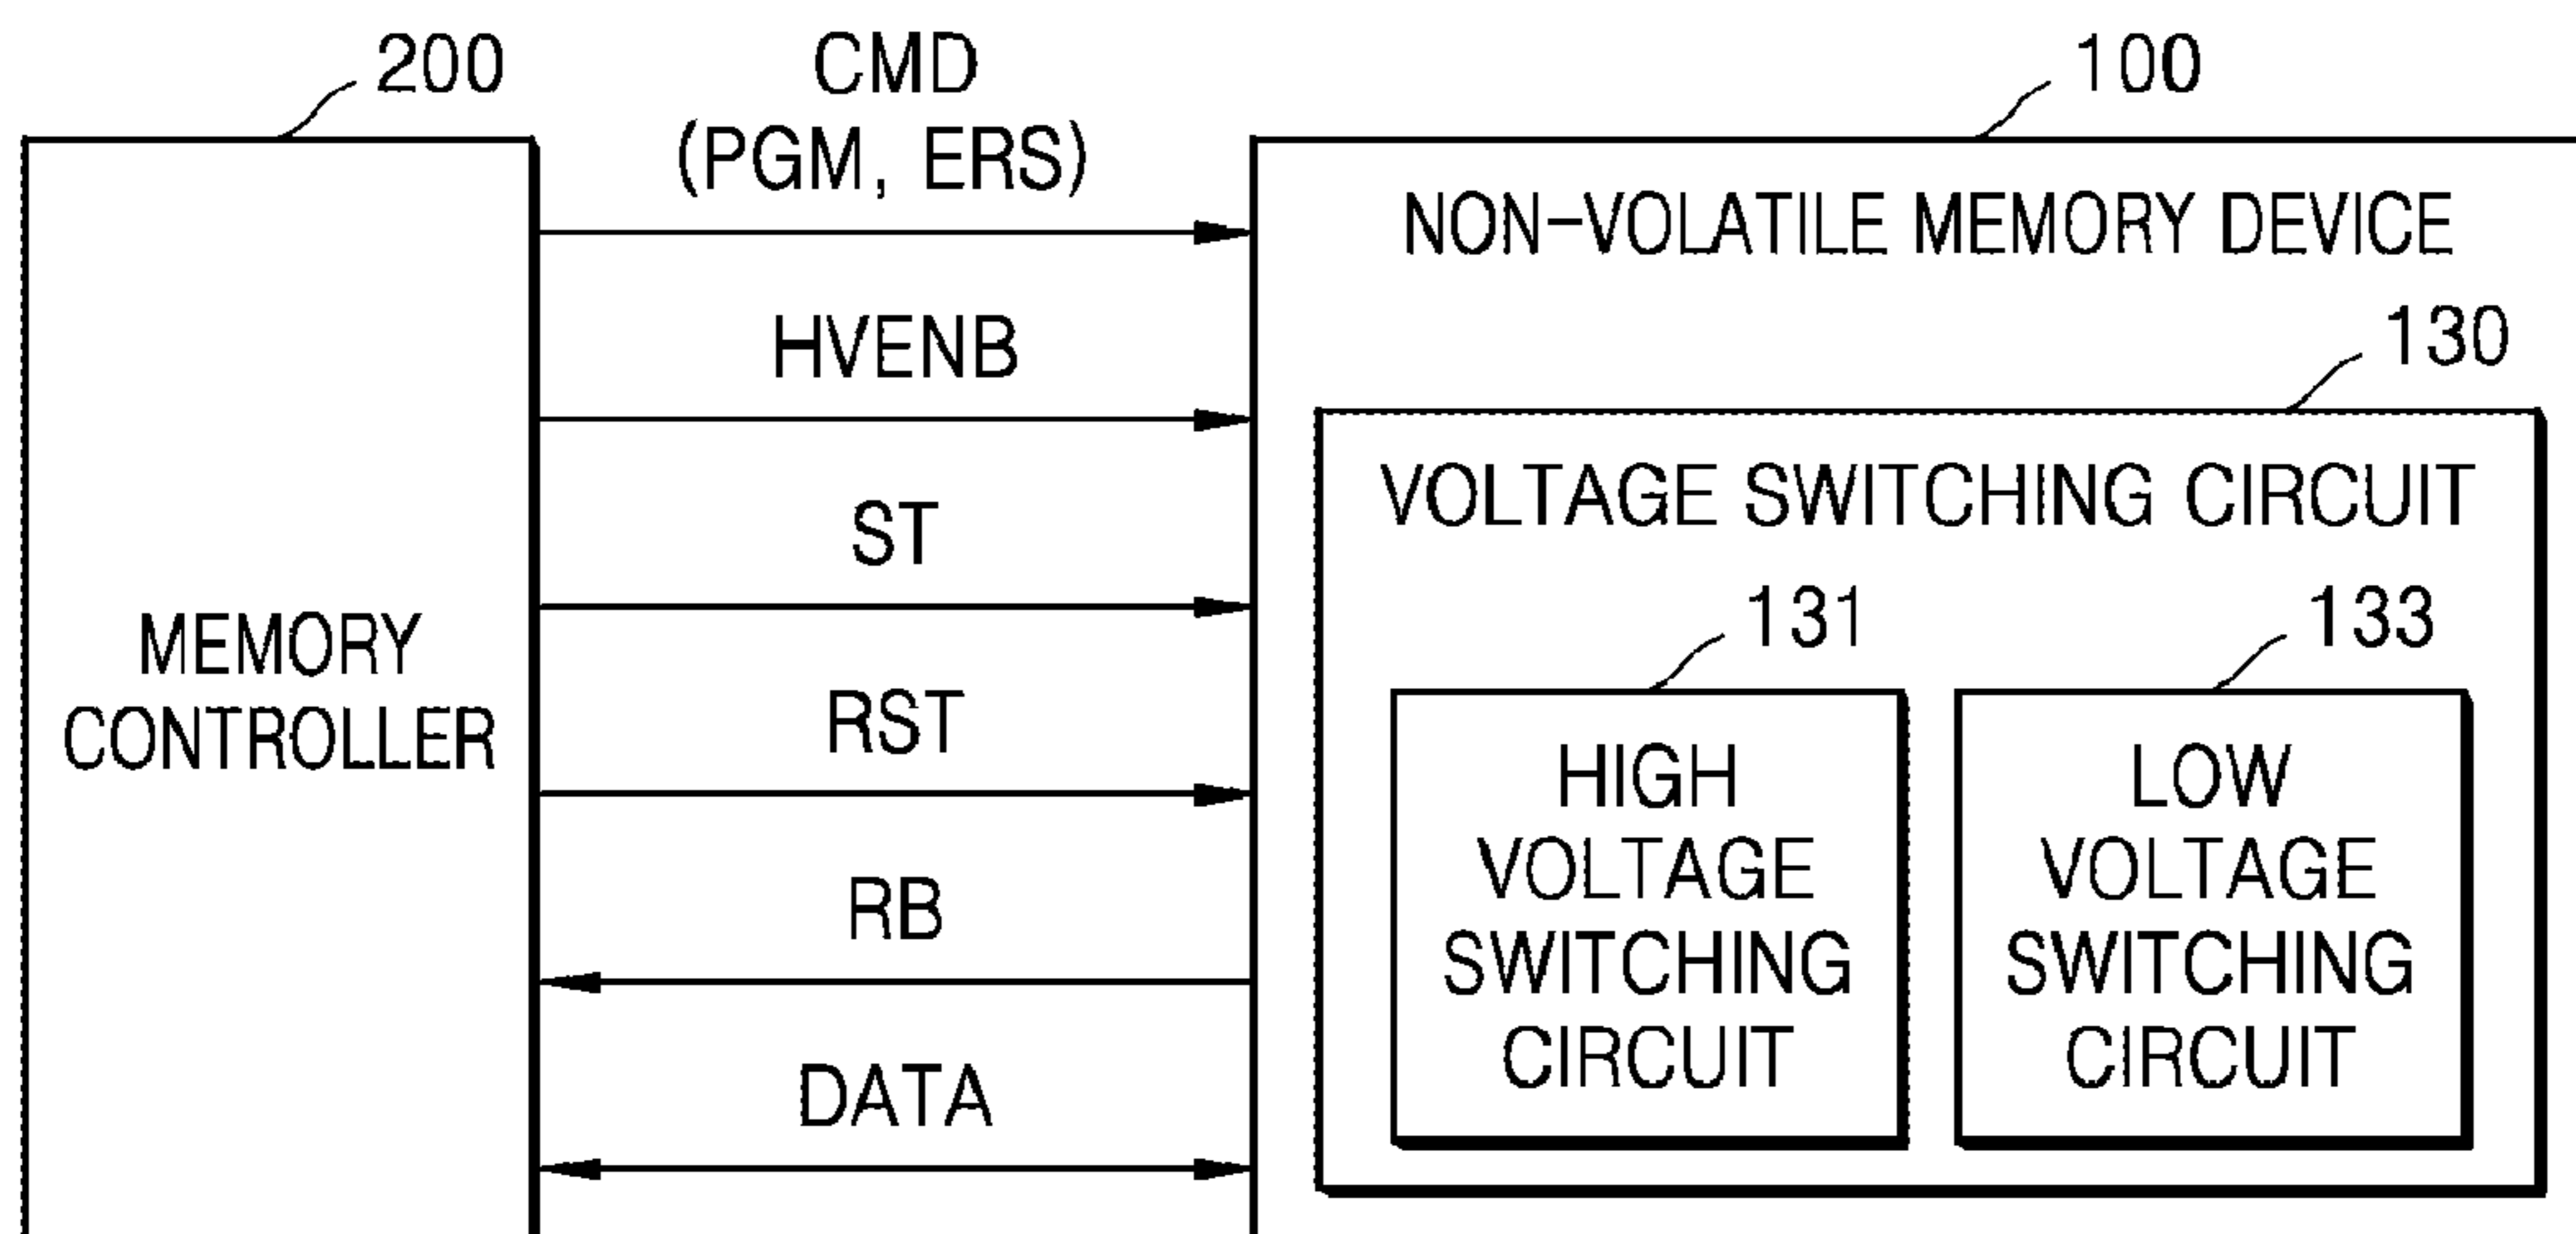 200
CMD
(PGM, ERS)
100
NON-VOLATILE MEMORY DEVICE
HVENB
130
VOLTAGE SWITCHING CIRCUIT
ST
131
133
MEMORY
CONTROLLER
RST
HIGH
VOLTAGE
SWITCHING
CIRCUIT
LOW
VOLTAGE
SWITCHING
CIRCUIT
RB
DATA